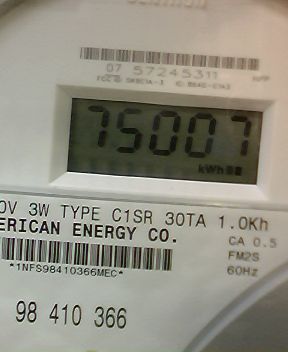 07 57245311
75007
kWh
0V 3W TYPE C1SR 30TA 1.0Kh
ERICAN ENERGY CO.
CA 0.5
FM2S
60Hz
*1NFS98410366MEC*
98 410 366